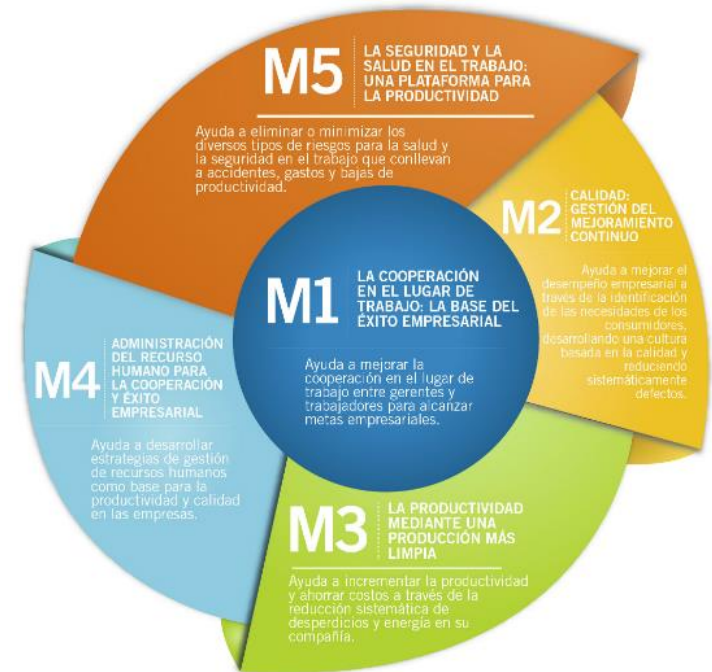 M5
LA SEGURIDAD Y LA
SALUD EN EL TRABAJO:
UNA PLATAFORMA PARA
LA PRODUCTIVIDAD
Ayuda a eliminar o minimizar los
diversos tipos de riesgos para la salud y
la seguridad en el trabajo que conllevan
a accidentes, gastos y bajas de
productividad.
M2
CALIDAD:
GESTIÓN DEL
MEJORAMIENTO
CONTINUO
Ayuda a mejorar el
desempeño empresarial a
través de la identificación
de las necesidades de los
consumidores,
desarrollando una cultura
basada en la calidad y
reduciendo
sistemáticamente
defectos.
M1
LA COOPERACIÓN
EN EL LUGAR DE
TRABAJO: LA BASE DEL
ÉXITO EMPRESARIAL
Ayuda a mejorar la
cooperación en el lugar de
trabajo entre gerentes y
trabajadores para alcanzar
metas empresariales.
M4
ADMINISTRACIÓN
DEL RECURSO
HUMANO PARA
LA COOPERACIÓN
Y ÉXITO
EMPRESARIAL
Ayuda a desarrollar
estrategias de gestión
de recursos humanos
como base para la
productividad y calidad
en las empresas.
M3
LA PRODUCTIVIDAD
MEDIANTE UNA
PRODUCCIÓN MÁS
LIMPIA
Ayuda a incrementar la productividad
y ahorrar costos a través de la
reducción sistemática de
desperdicios y energía en su
compañía.